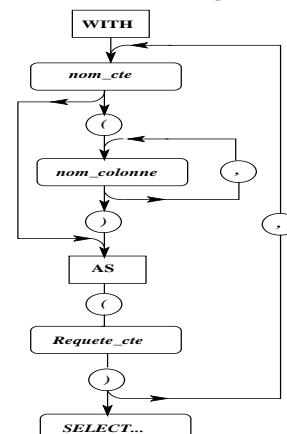 WITH
nom_cte
(
nom_colonne
,
)
,
AS
(
Requete_cte
)
SELECT...